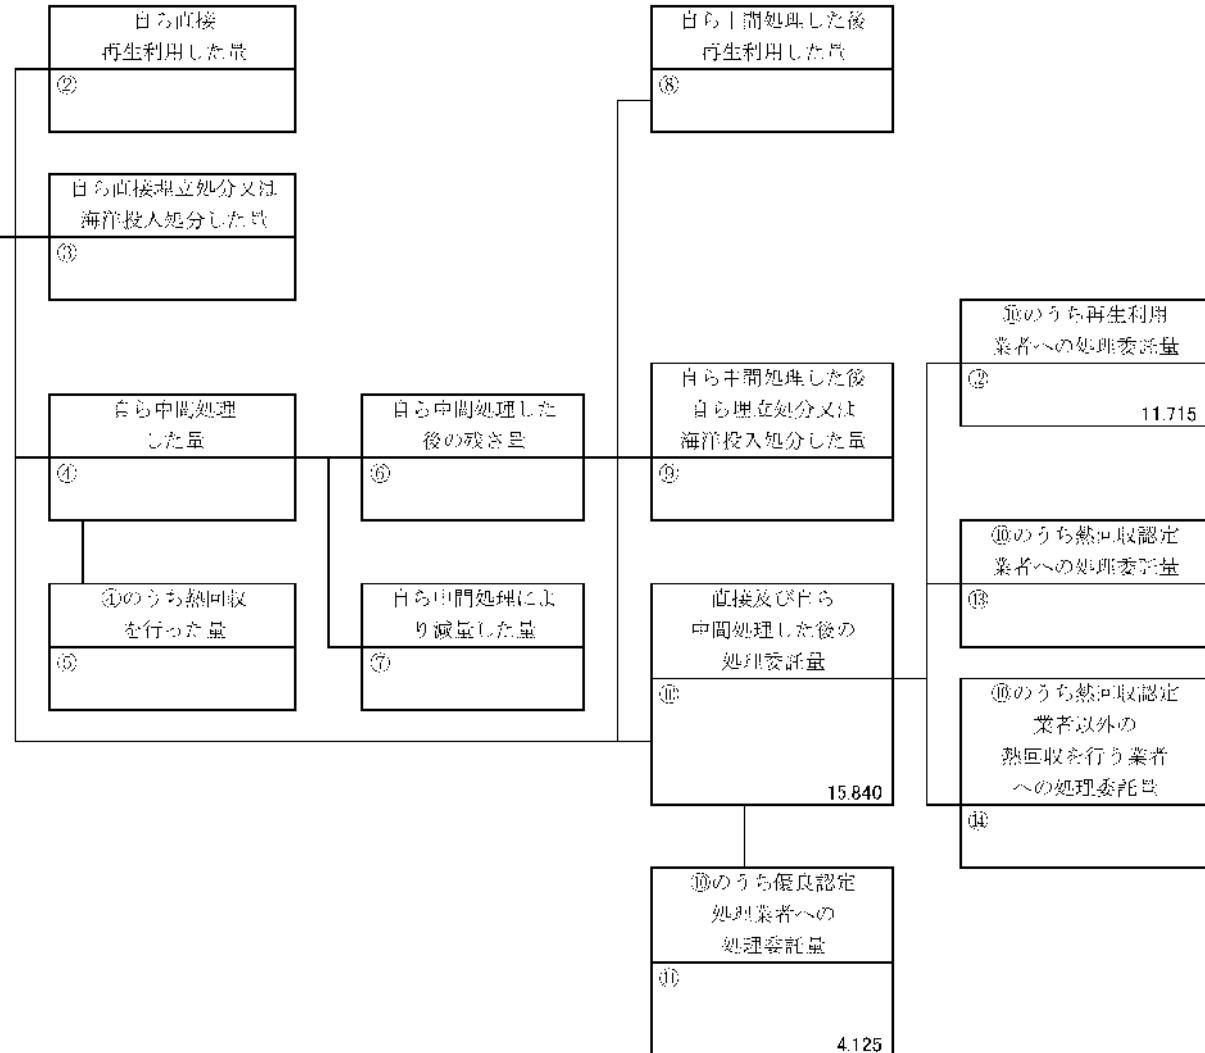 自ら直接
再生利用した量
②
自ら直接埋立処分又は
海洋投入処分した量
③
自ら中間処理
した量
④
④のうち熱回収
を行った量
⑤
自ら中間処理した
後の残さ量
⑥
自ら中間処理によ
り減量した量
⑦
自ら中間処理した後
再生利用した量
⑧
自ら中間処理した後
自ら埋立処分又は
海洋投入処分した量
⑨
直接及び自ら
中間処理した後の
処理委託量
⑩
15.840
⑩のうち優良認定
処理業者への
処理委託量
⑪
4.125
⑩のうち再生利用
業者への処理委託量
⑫
11.715
⑩のうち熱回収認定
業者への処理委託量
⑬
⑩のうち熱回収認定
業者以外の
熱回収を行う業者
への処理委託量
⑭